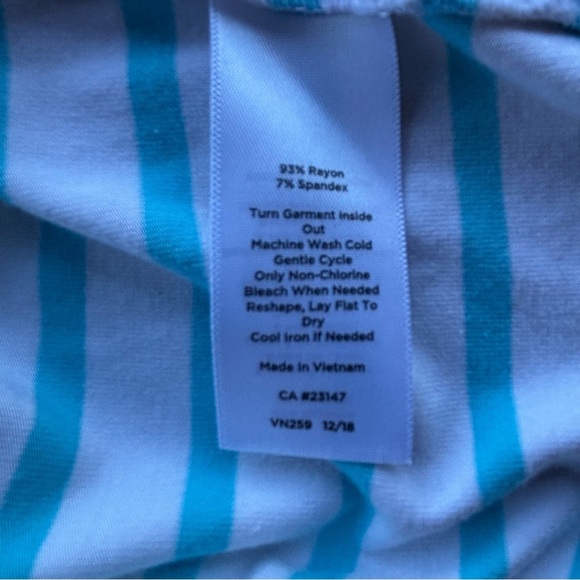 93% Rayon
7% Spandex
Turn Garment Inside
Out
Machine Wash Cold
Gentle Cycle
Only Non-Chlorine
Bleach When Needed
Reshape, Lay Flat To
Dry
Cool Iron If Needed
Made In Vietnam
CA #23147
VN259 12/18